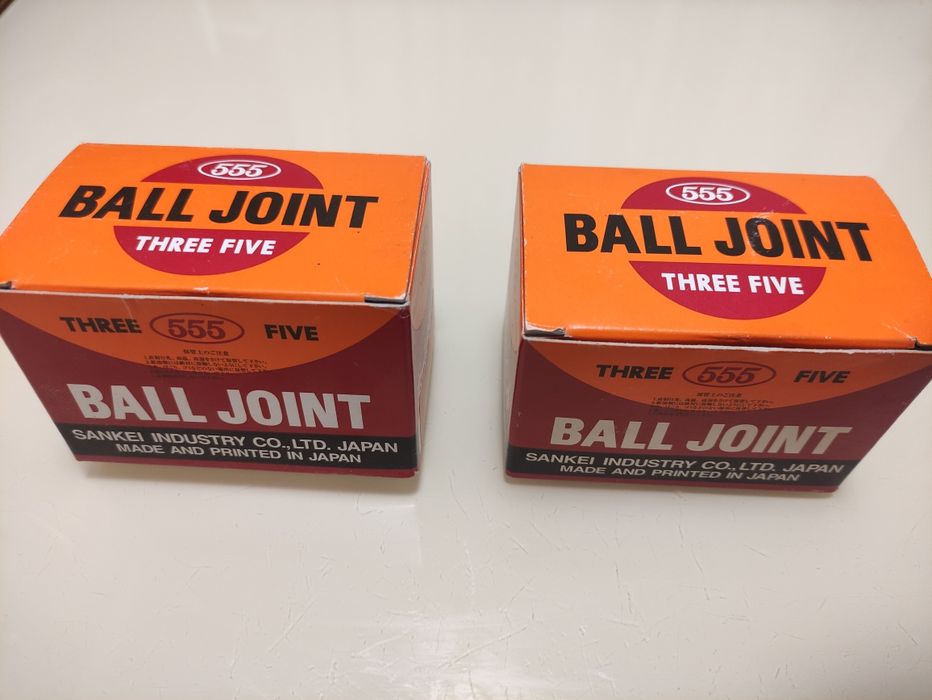 555
BALL JOINT
THREE FIVE
THREE 555 FIVE
BALL JOINT
SANKEI INDUSTRY CO.,LTD. JAPAN
MADE AND PRINTED IN JAPAN
555
BALL JOINT
THREE FIVE
THREE 555 FIVE
BALL JOINT
SANKEI INDUSTRY CO.,LTD. JAPAN
MADE AND PRINTED IN JAPAN